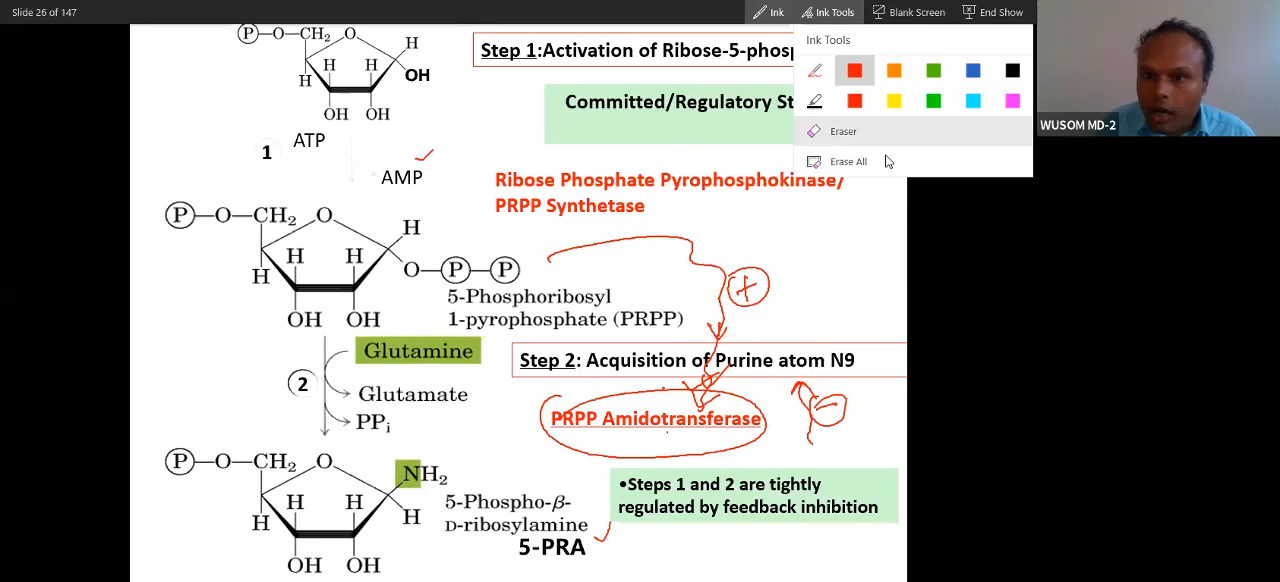 Slide 26 of 147
Ink
Ink Tools
Blank Screen
End Show
Ink Tools
Eraser
Erase All
WUSOM MD-2
P O CH2 O H
H H H OH
OH OH
Step 1:Activation of Ribose-5-phosp
Committed/Regulatory St
1
ATP
AMP
Ribose Phosphate Pyrophosphokinase/
PRPP Synthetase
P O CH2 O H
H H H O P P
OH OH
5-Phosphoribosyl
1-pyrophosphate (PRPP)
+
2
Glutamine
Glutamate
PPi
Step 2: Acquisition of Purine atom N9
PRPP Amidotransferase
−
•Steps 1 and 2 are tightly
regulated by feedback inhibition
P O CH2 O NH2
H H H H
OH OH
5-Phospho-β-
D-ribosylamine
5-PRA